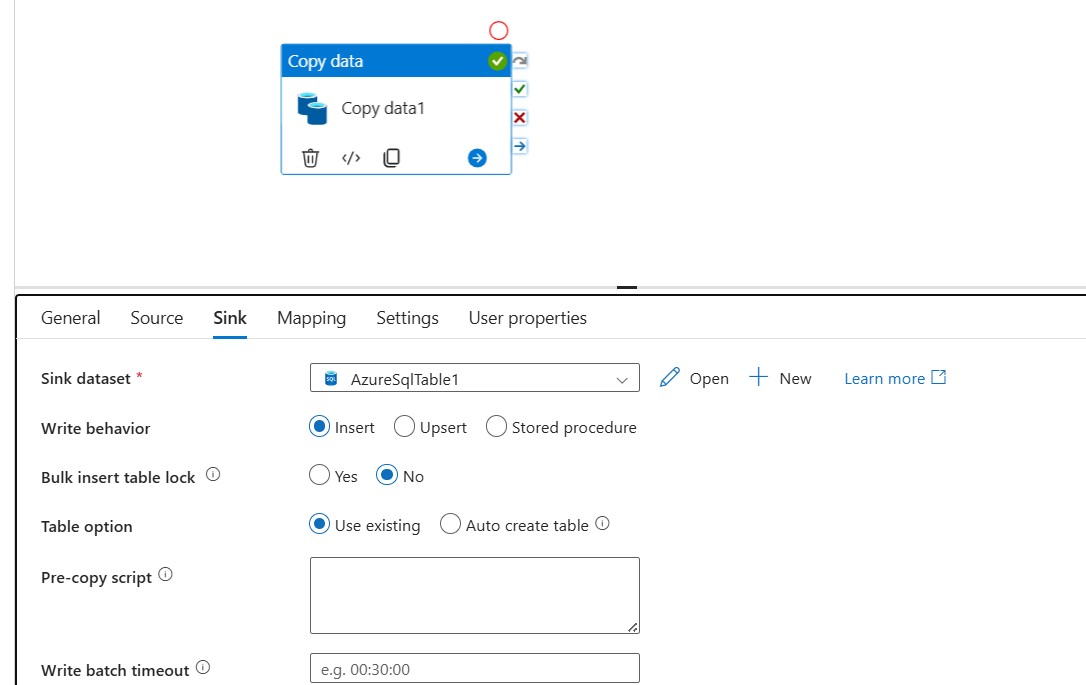 Copy data
Copy data1
General Source Sink Mapping Settings User properties
Sink dataset * SQL AzureSqlTable1 Open New Learn more
Write behavior Insert Upsert Stored procedure
Bulk insert table lock Yes No
Table option Use existing Auto create table
Pre-copy script
Write batch timeout e.g. 00:30:00